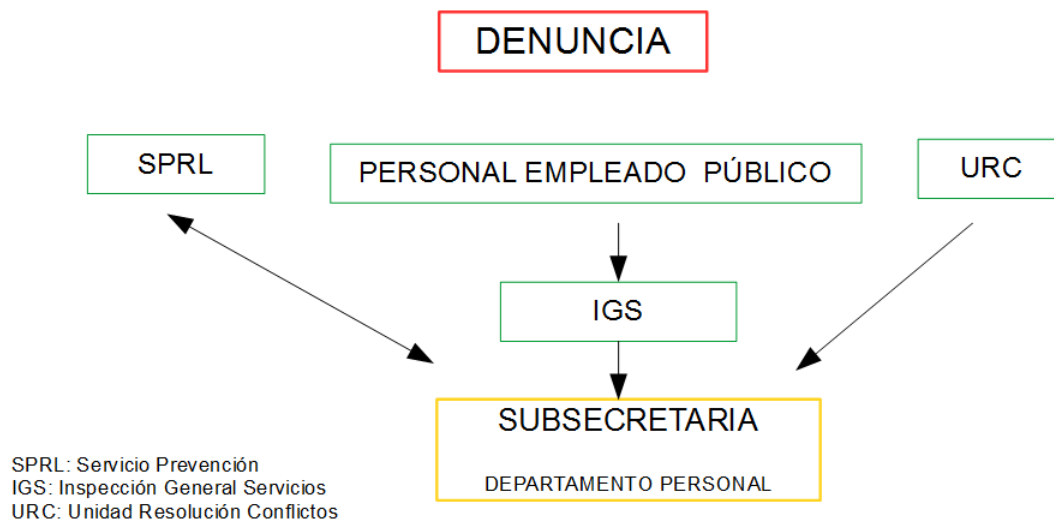 DENUNCIA
SPRL
PERSONAL EMPLEADO PÚBLICO
URC
IGS
SUBSECRETARIA
DEPARTAMENTO PERSONAL
SPRL: Servicio Prevención
IGS: Inspección General Servicios
URC: Unidad Resolución Conflictos